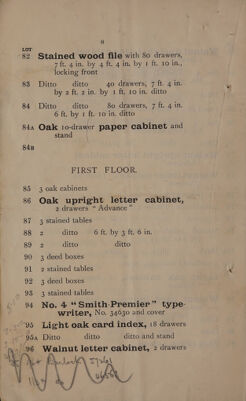 8
LOT
82 Stained wood file with 80 drawers,
7 ft. 4 in. by 4 ft. 4 in. by 1 ft. 10 in.,
locking front
83 Ditto ditto 40 drawers, 7 ft. 4 in.
by 2 ft. 2 in. by 1 ft. 10 in. ditto
84 Ditto ditto 80 drawers, 7 ft. 4 in.
6 ft. by 1 ft. 10 in. ditto
84A Oak 10-drawer paper cabinet and
stand
84B
FIRST FLOOR.
85 3 oak cabinets
86 Oak upright letter cabinet,
2 drawers "Advance"
87 3 stained tables
88 2 ditto 6 ft. by 3 ft. 6 in.
89 2 ditto ditto
90 3 deed boxes
91 2 stained tables
92 3 deed boxes
93 3 stained tables
94 No. 4 "Smith-Premier" type-
writer, No. 34630 and cover
95 Light oak card index, 18 drawers
95A Ditto ditto ditto and stand
96 Walnut letter cabinet, 2 drawers